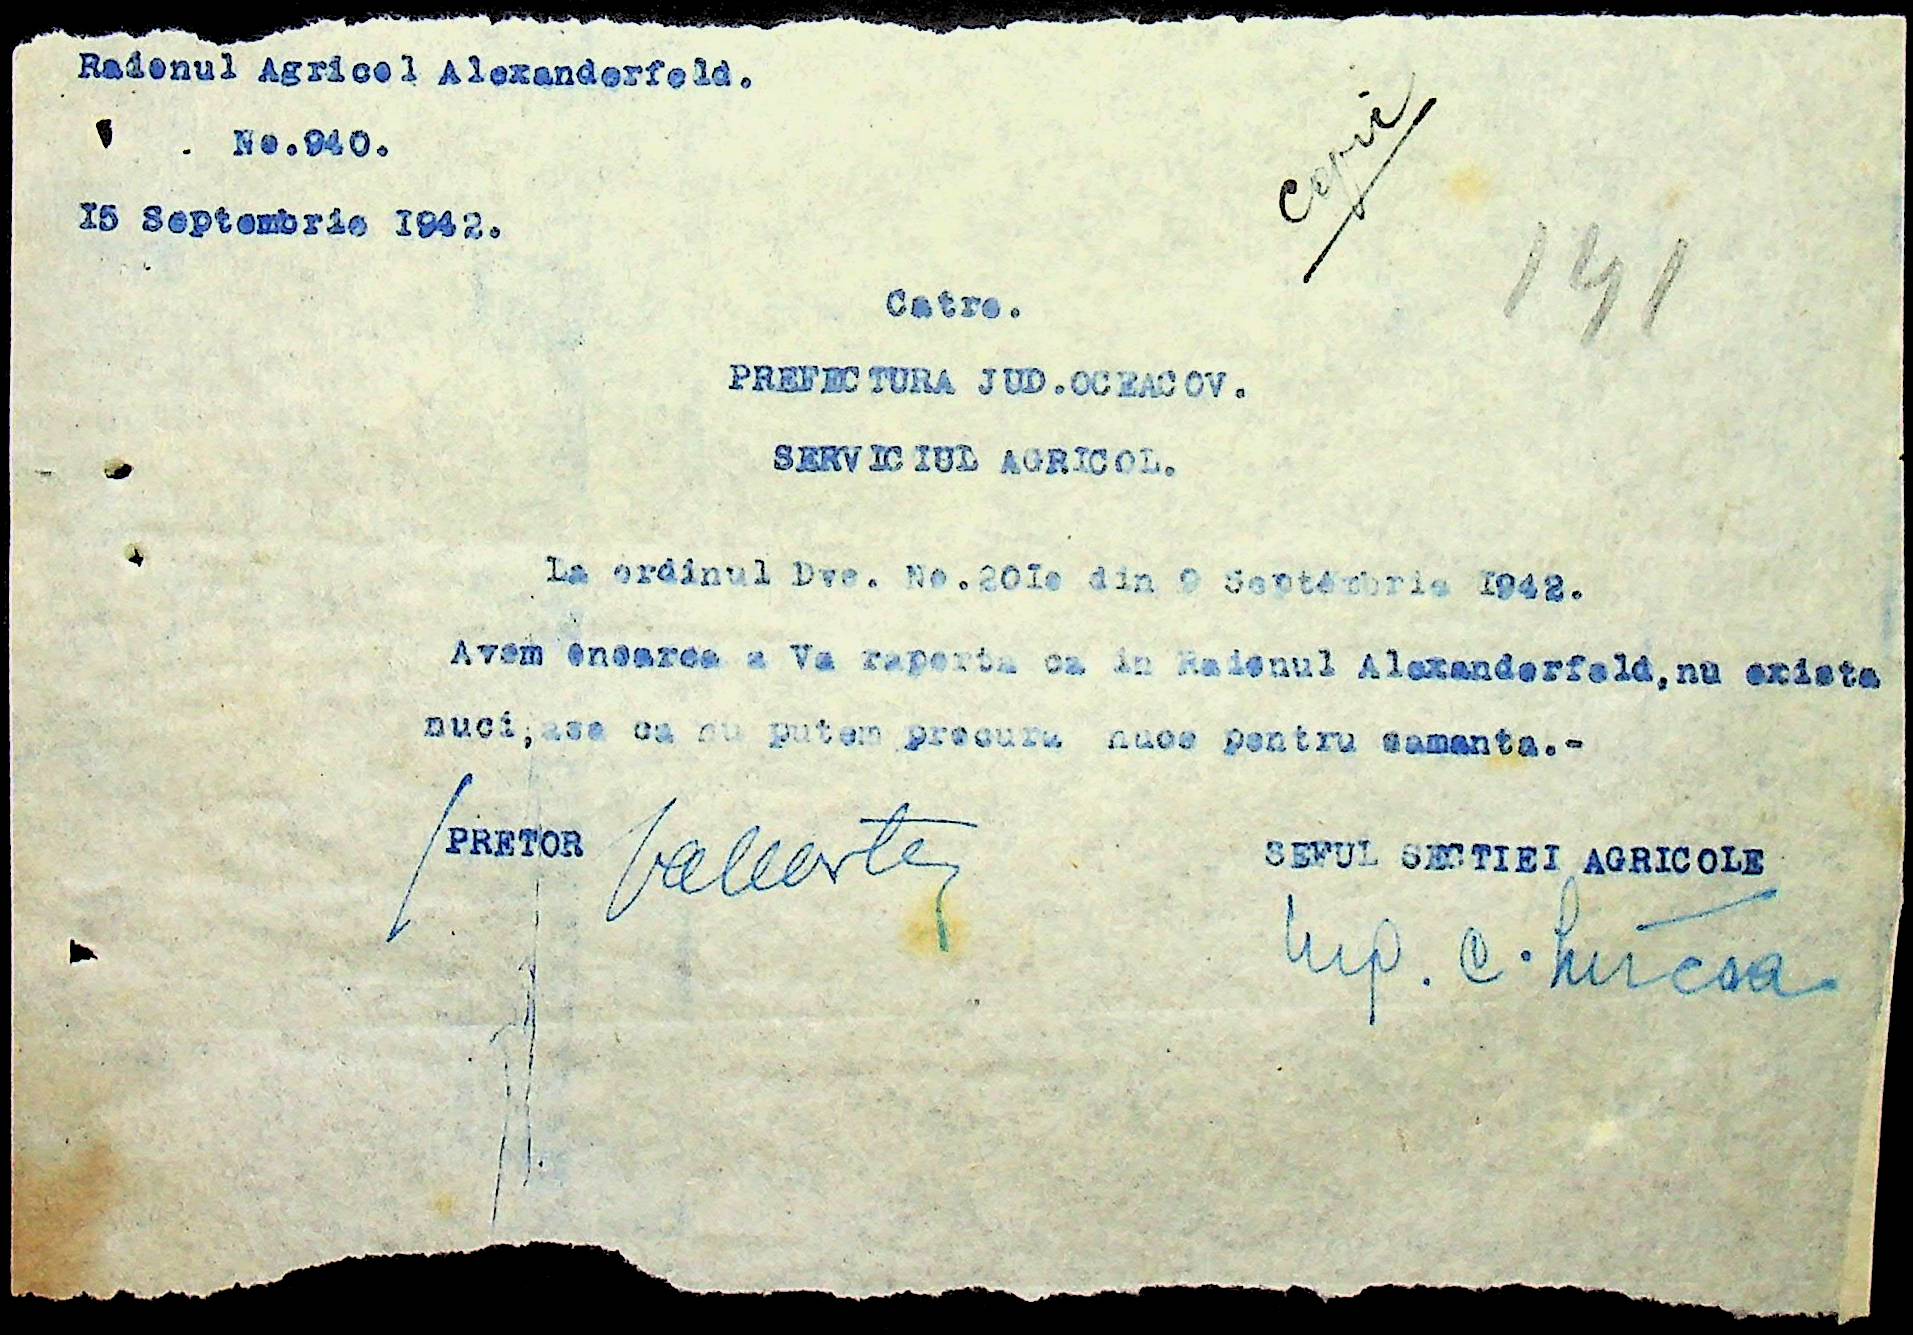 Raionul Agricol Alexanderfeld.
No.940.
copie
15 Septembrie 1942.
141
Catre.
PREFECTURA JUD.OCEACOV.
SERVICIUL AGRICOL.
La ordinul Dvs. No.2010 din 9 Septembrie 1942.
Avem onoarea a Va raporta ca in Raionul Alexanderfeld,nu exista
nuci,asa ca nu putem procura nuce pentru samanta.-
PRETOR
SEFUL SECTIEI AGRICOLE